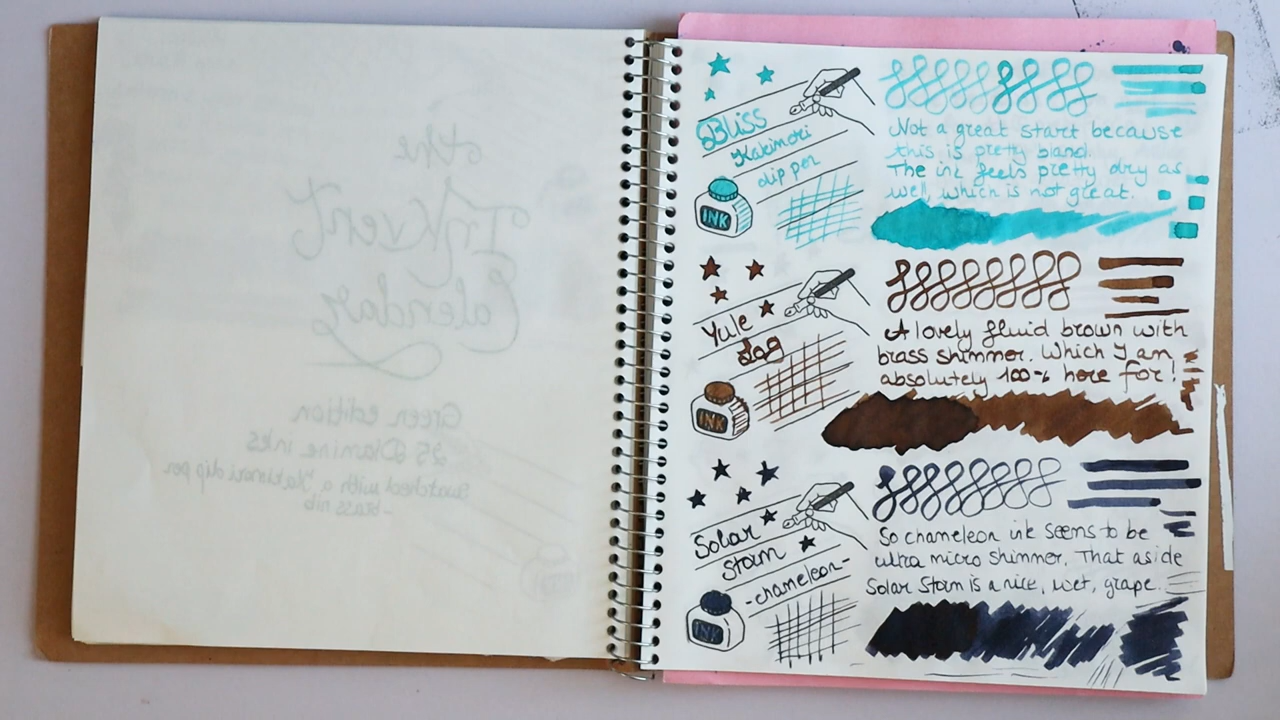 the
Inkvent
Calendar
Green edition
25 Diamine inks
Swatched with a Kakimori dip pen
- brass nib
Bliss
Kakimori
dip pen
INK
Not a great start because
this is pretty bland.
The ink feels pretty dry as
well, which is not great.
Yule
log
INK
A lovely fluid brown with
brass shimmer. Which I am
absolutely 100% here for!
Solar
Storm
-chameleon-
INK
So chameleon ink seems to be
ultra micro shimmer. That aside
Solar Storm is a nice, wet, grape.